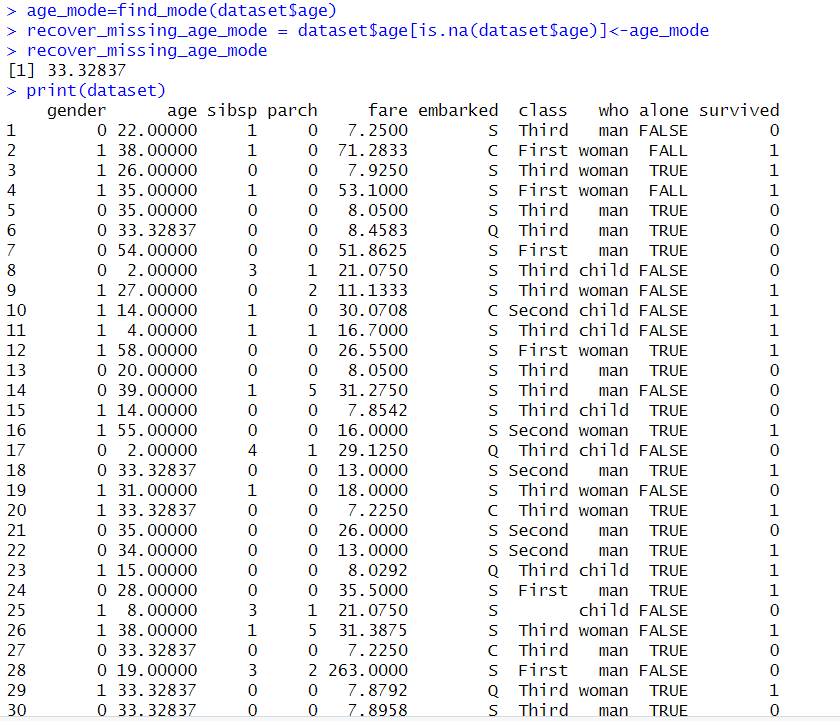 > age_mode=find_mode(dataset$age)
> recover_missing_age_mode = dataset$age[is.na(dataset$age)]<-age_mode
> recover_missing_age_mode
[1] 33.32837
> print(dataset)
gender age sibsp parch fare embarked class who alone survived
1 0 22.00000 1 0 7.2500 S Third man FALSE 0
2 1 38.00000 1 0 71.2833 C First woman FALL 1
3 1 26.00000 0 0 7.9250 S Third woman TRUE 1
4 1 35.00000 1 0 53.1000 S First woman FALL 1
5 0 35.00000 0 0 8.0500 S Third man TRUE 0
6 0 33.32837 0 0 8.4583 Q Third man TRUE 0
7 0 54.00000 0 0 51.8625 S First man TRUE 0
8 0 2.00000 3 1 21.0750 S Third child FALSE 0
9 1 27.00000 0 2 11.1333 S Third woman FALSE 1
10 1 14.00000 1 0 30.0708 C Second child FALSE 1
11 1 4.00000 1 1 16.7000 S Third child FALSE 1
12 1 58.00000 0 0 26.5500 S First woman TRUE 1
13 0 20.00000 0 0 8.0500 S Third man TRUE 0
14 0 39.00000 1 5 31.2750 S Third man FALSE 0
15 1 14.00000 0 0 7.8542 S Third child TRUE 0
16 1 55.00000 0 0 16.0000 S Second woman TRUE 1
17 0 2.00000 4 1 29.1250 Q Third child FALSE 0
18 0 33.32837 0 0 13.0000 S Second man TRUE 1
19 1 31.00000 1 0 18.0000 S Third woman FALSE 0
20 1 33.32837 0 0 7.2250 C Third woman TRUE 1
21 0 35.00000 0 0 26.0000 S Second man TRUE 0
22 0 34.00000 0 0 13.0000 S Second man TRUE 1
23 1 15.00000 0 0 8.0292 Q Third child TRUE 1
24 0 28.00000 0 0 35.5000 S First man TRUE 1
25 1 8.00000 3 1 21.0750 S child FALSE 0
26 1 38.00000 1 5 31.3875 S Third woman FALSE 1
27 0 33.32837 0 0 7.2250 C Third man TRUE 0
28 0 19.00000 3 2 263.0000 S First man FALSE 0
29 1 33.32837 0 0 7.8792 Q Third woman TRUE 1
30 0 33.32837 0 0 7.8958 S Third man TRUE 0